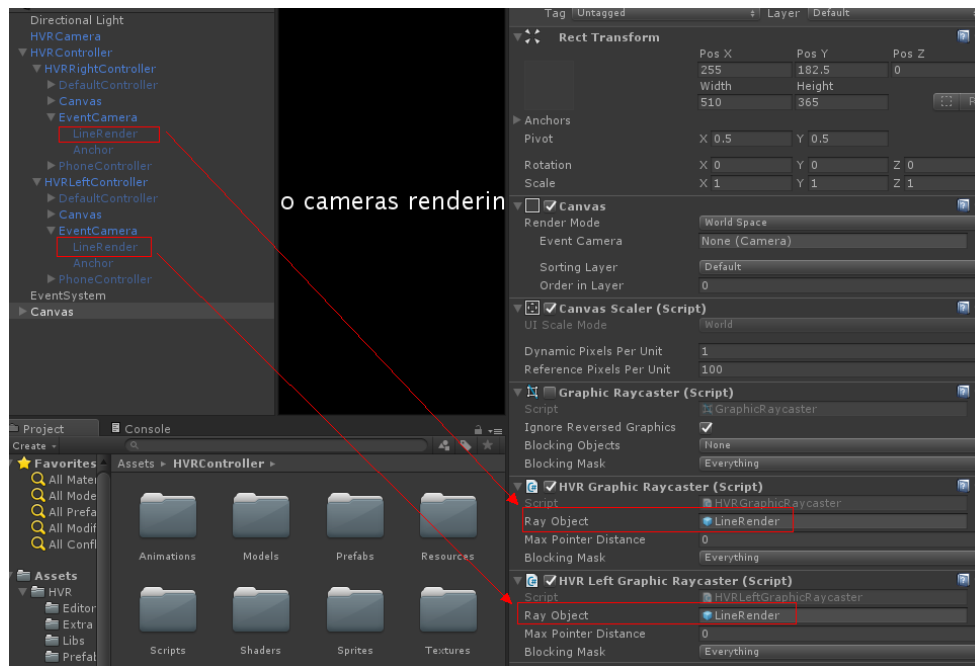 Directional Light
HVRCamera
HVRController
HVRRightController
DefaultController
Canvas
EventCamera
LineRender
Anchor
PhoneController
HVRLeftController
DefaultController
Canvas
EventCamera
LineRender
Anchor
PhoneController
EventSystem
Canvas
o cameras renderin
Project
Console
Create
Favorites
All Mater
All Mode
All Prefa
All Modif
All Confl
Assets
HVR
Editor
Extra
Libs
Prefab
Assets ▸ HVRController ▸
Animations Models Prefabs Resources
Scripts Shaders Sprites Textures
Tag Untagged Layer Default
Rect Transform
Pos X Pos Y Pos Z
255 182.5 0
Width Height
510 365
Anchors
Pivot X 0.5 Y 0.5
Rotation X 0 Y 0 Z 0
Scale X 1 Y 1 Z 1
Canvas
Render Mode World Space
Event Camera None (Camera)
Sorting Layer Default
Order in Layer 0
Canvas Scaler (Script)
UI Scale Mode World
Dynamic Pixels Per Unit 1
Reference Pixels Per Unit 100
Graphic Raycaster (Script)
Script GraphicRaycaster
Ignore Reversed Graphics
Blocking Objects None
Blocking Mask Everything
HVR Graphic Raycaster (Script)
Script HVRGraphicRaycaster
Ray Object LineRender
Max Pointer Distance 0
Blocking Mask Everything
HVR Left Graphic Raycaster (Script)
Script HVRLeftGraphicRaycaster
Ray Object LineRender
Max Pointer Distance 0
Blocking Mask Everything